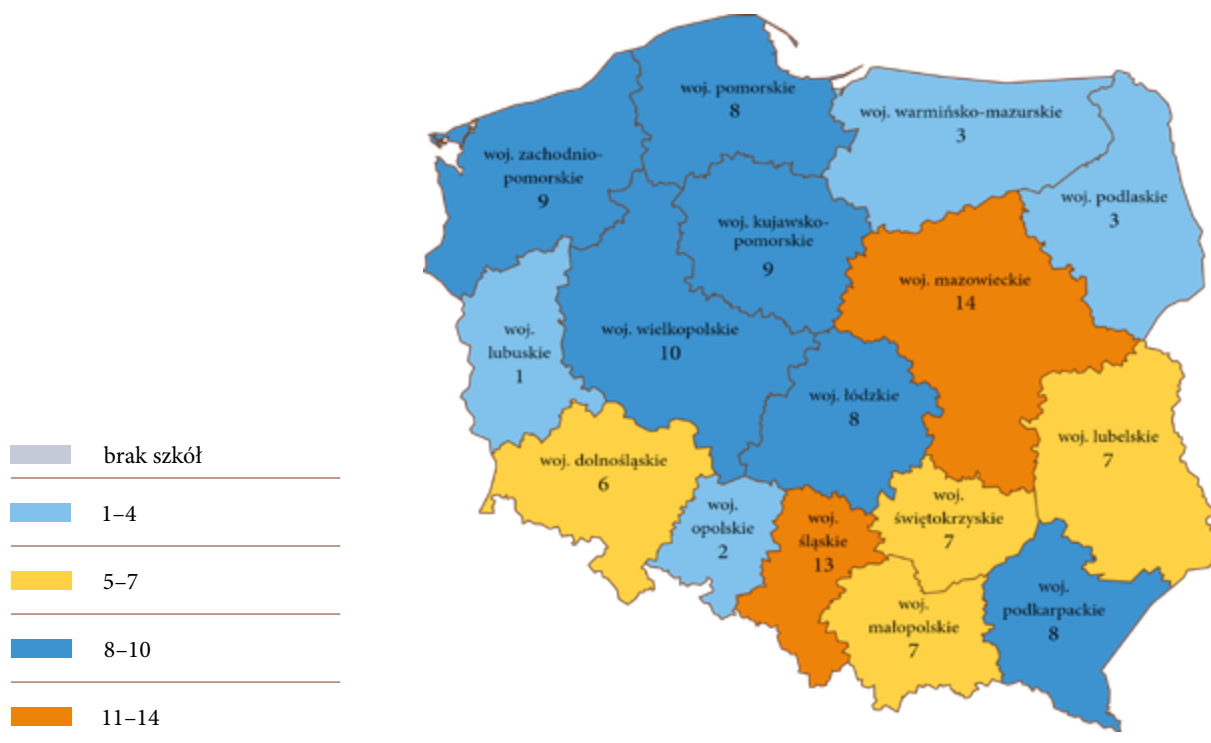 woj. pomorskie
8
woj. warmińsko-mazurskie
3
woj. zachodnio-
pomorskie
9
woj. podlaskie
3
woj. kujawsko-
pomorskie
9
woj. mazowieckie
14
woj. wielkopolskie
10
woj.
lubuskie
1
woj. łódzkie
8
woj. lubelskie
7
woj. dolnośląskie
6
woj.
opolskie
2
woj.
śląskie
13
woj.
świętokrzyskie
7
woj.
małopolskie
7
woj.
podkarpackie
8
brak szkół
1–4
5–7
8–10
11–14